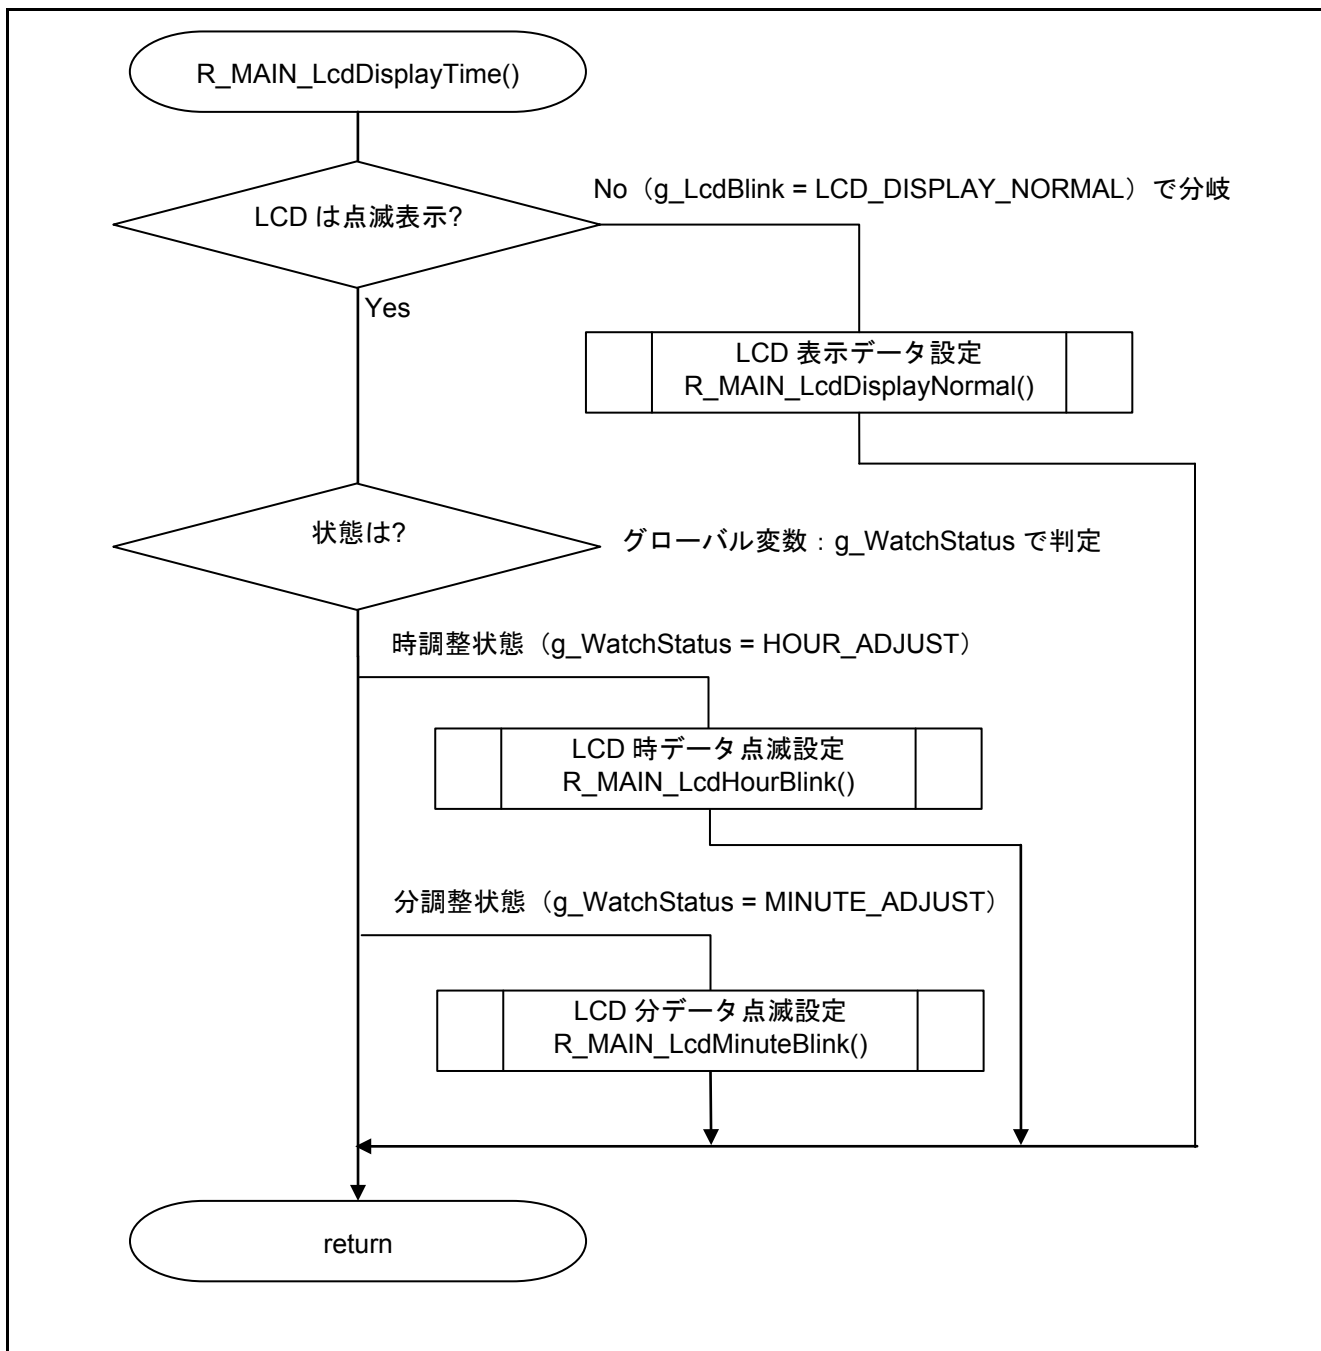 R_MAIN_LcdDisplayTime()
No（g_LcdBlink = LCD_DISPLAY_NORMAL）で分岐
LCD は点滅表示?
Yes
LCD 表示データ設定
R_MAIN_LcdDisplayNormal()
状態は?
グローバル変数：g_WatchStatus で判定
時調整状態（g_WatchStatus = HOUR_ADJUST）
LCD 時データ点滅設定
R_MAIN_LcdHourBlink()
分調整状態（g_WatchStatus = MINUTE_ADJUST）
LCD 分データ点滅設定
R_MAIN_LcdMinuteBlink()
return